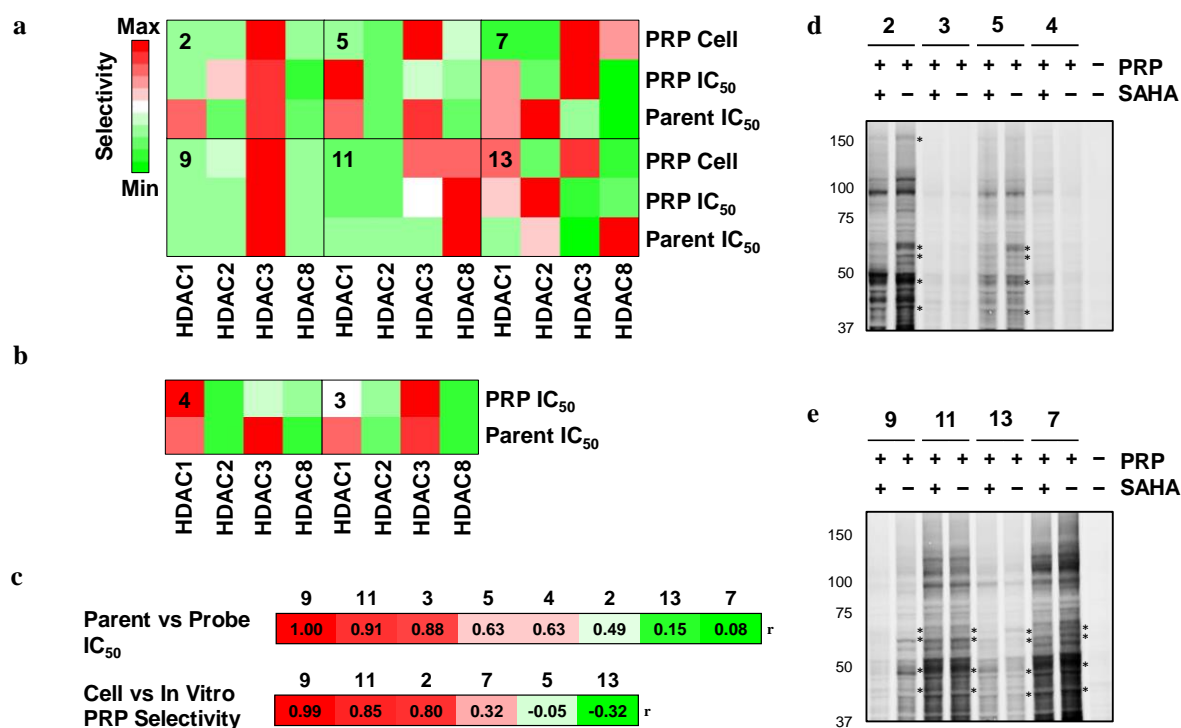 a
Max
Selectivity
Min
2 5 7
PRP Cell
PRP IC50
Parent IC50
9 11 13
PRP Cell
PRP IC50
Parent IC50
HDAC1 HDAC2 HDAC3 HDAC8 HDAC1 HDAC2 HDAC3 HDAC8 HDAC1 HDAC2 HDAC3 HDAC8
b
4 3
PRP IC50
Parent IC50
HDAC1 HDAC2 HDAC3 HDAC8 HDAC1 HDAC2 HDAC3 HDAC8
c
9 11 3 5 4 2 13 7
Parent vs Probe
IC50
1.00 0.91 0.88 0.63 0.63 0.49 0.15 0.08 r
9 11 2 7 5 13
Cell vs In Vitro
PRP Selectivity
0.99 0.85 0.80 0.32 -0.05 -0.32 r
d
2 3 5 4
+ + + + + + + + − PRP
+ − + − + − + − − SAHA
150
100
75
50
37
* * * * *
* * * *
e
9 11 13 7
+ + + + + + + + − PRP
+ − + − + − + − − SAHA
150
100
75
50
37
* * * *
* * * *
* * * *
* * * *